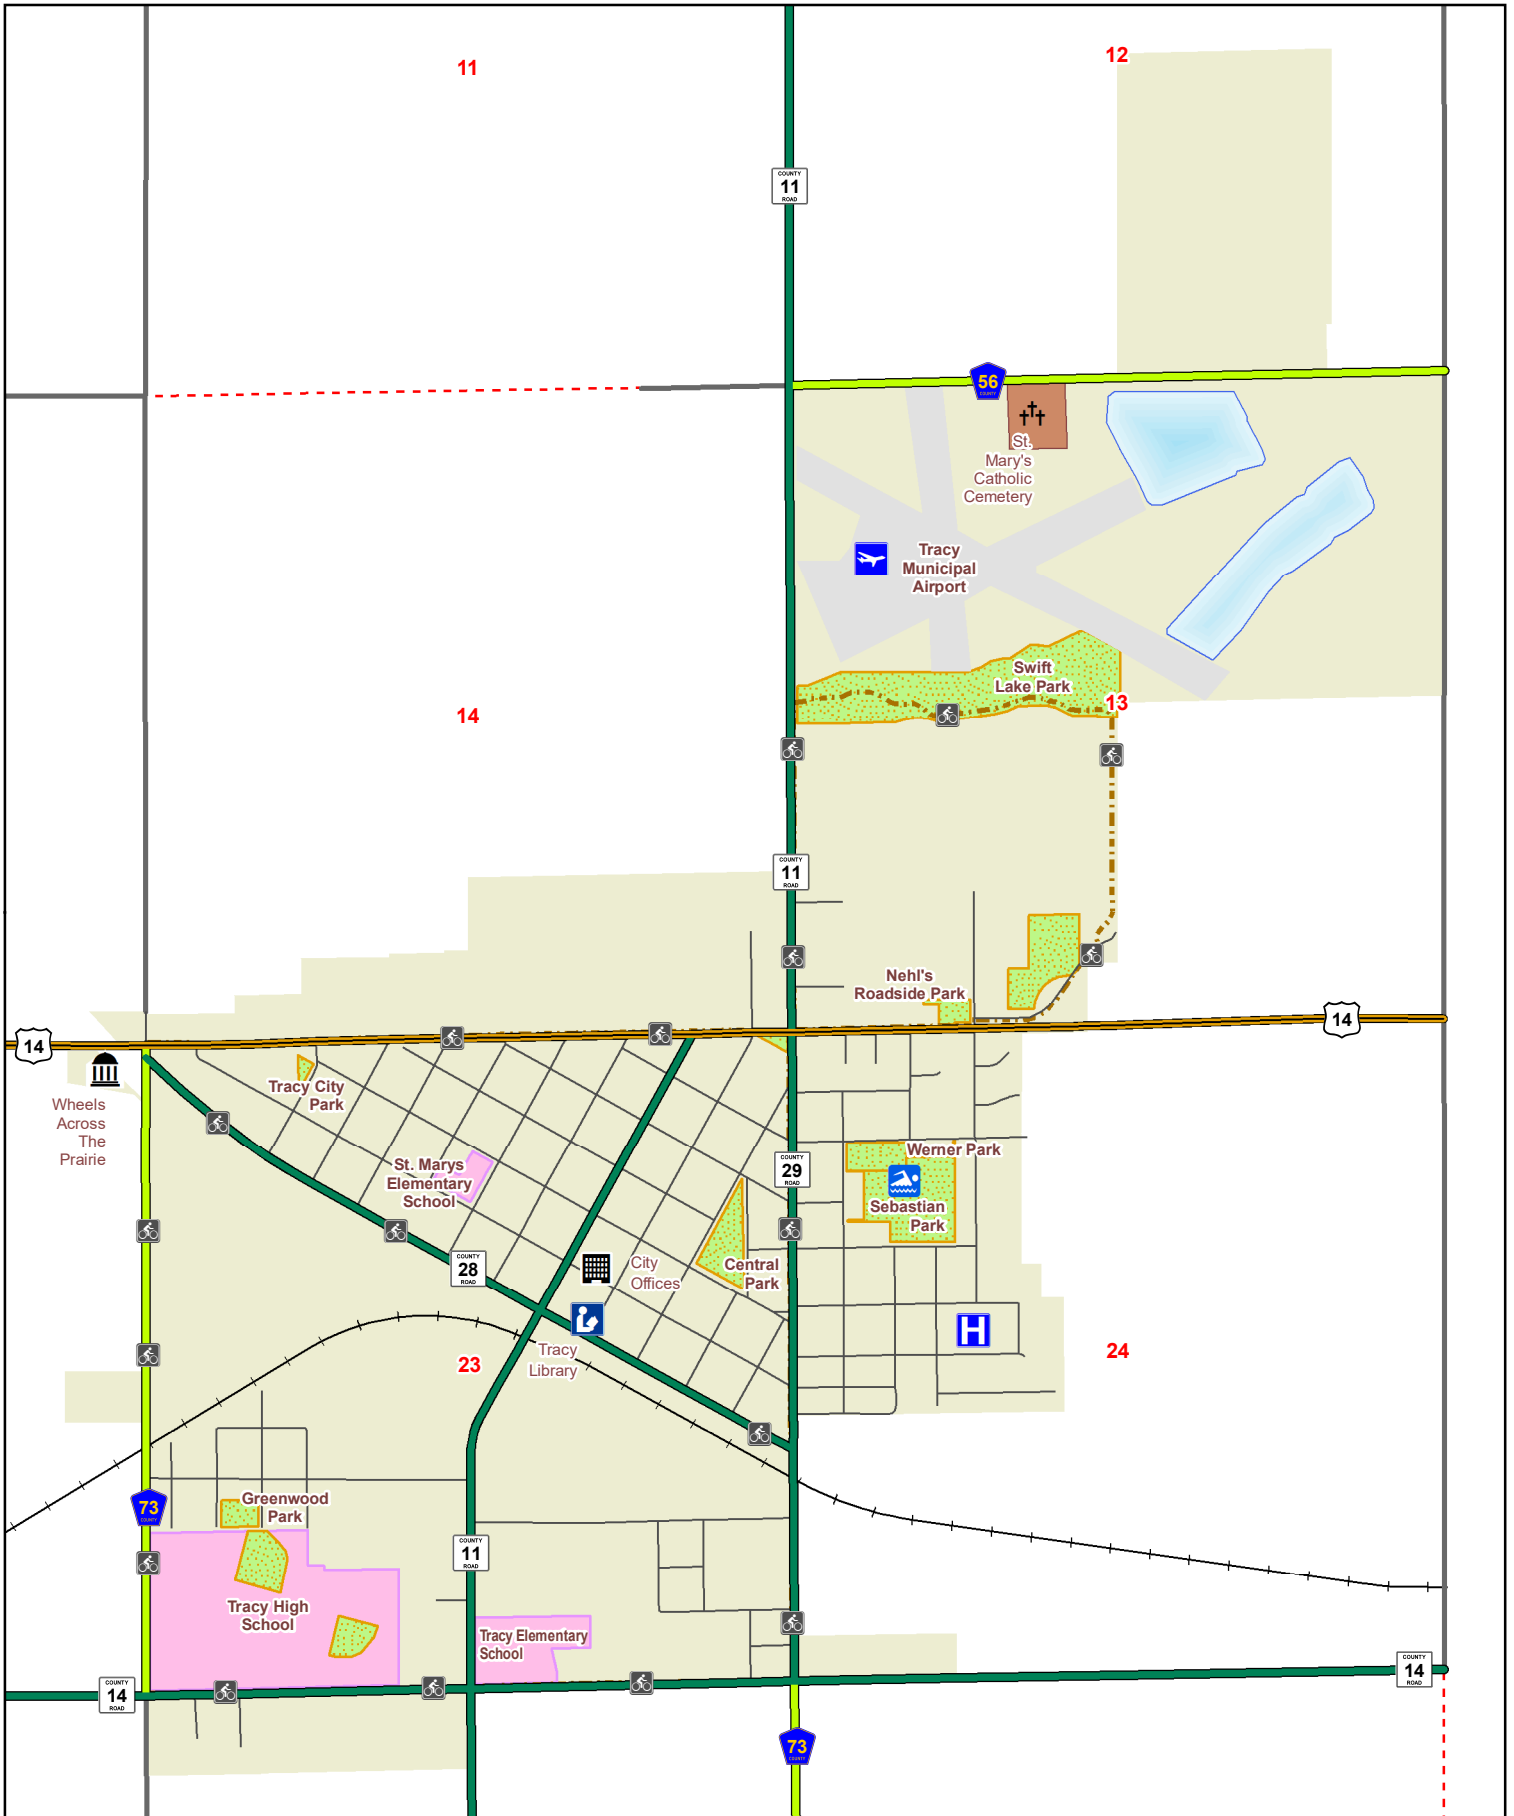 11
12
COUNTY
11
ROAD
56
COUNTY
St.
Mary's
Catholic
Cemetery
Tracy
Municipal
Airport
Swift
Lake Park
13
14
COUNTY
11
ROAD
Nehl's
Roadside Park
14
14
Wheels
Across
The
Prairie
Tracy City
Park
St. Marys
Elementary
School
COUNTY
29
ROAD
Werner Park
Sebastian
Park
COUNTY
28
ROAD
City
Offices
Central
Park
H
Tracy
Library
23
24
73
COUNTY
Greenwood
Park
COUNTY
11
ROAD
Tracy High
School
Tracy Elementary
School
COUNTY
14
ROAD
COUNTY
14
ROAD
73
COUNTY